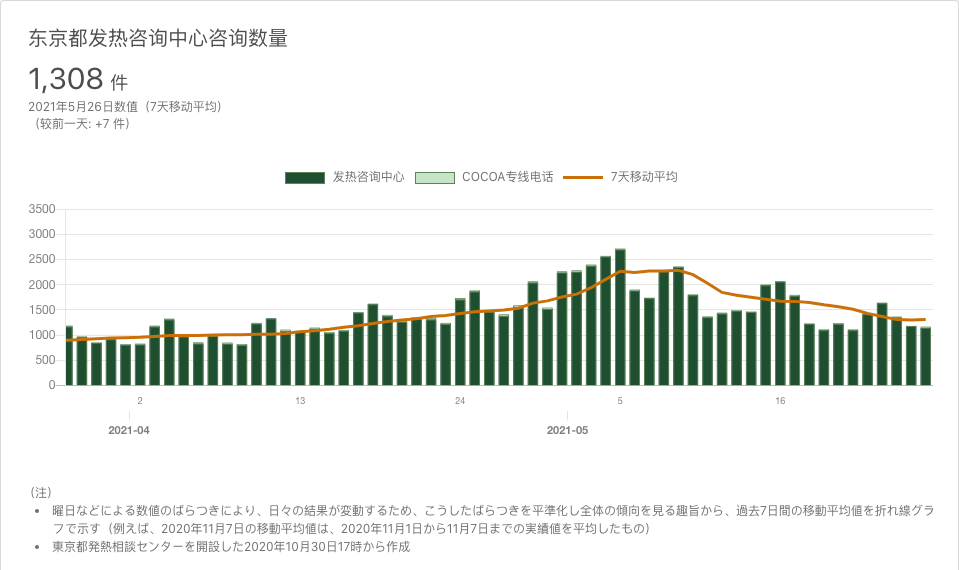 东京都发热咨询中心咨询数量
1,308 件
2021年5月26日数值（7天移动平均）
（较前一天: +7 件）
发热咨询中心 COCOA专线电话 7天移动平均
3500
3000
2500
2000
1500
1000
500
0
2 13 24 5 16
2021-04 2021-05
（注）
• 曜日などによる数値のばらつきにより、日々の結果が変動するため、こうしたばらつきを平準化し全体の傾向を見る趣旨から、過去7日間の移動平均値を折れ線グラ
フで示す（例えば、2020年11月7日の移動平均値は、2020年11月1日から11月7日までの実績値を平均したもの）
• 東京都発熱相談センターを開設した2020年10月30日17時から作成